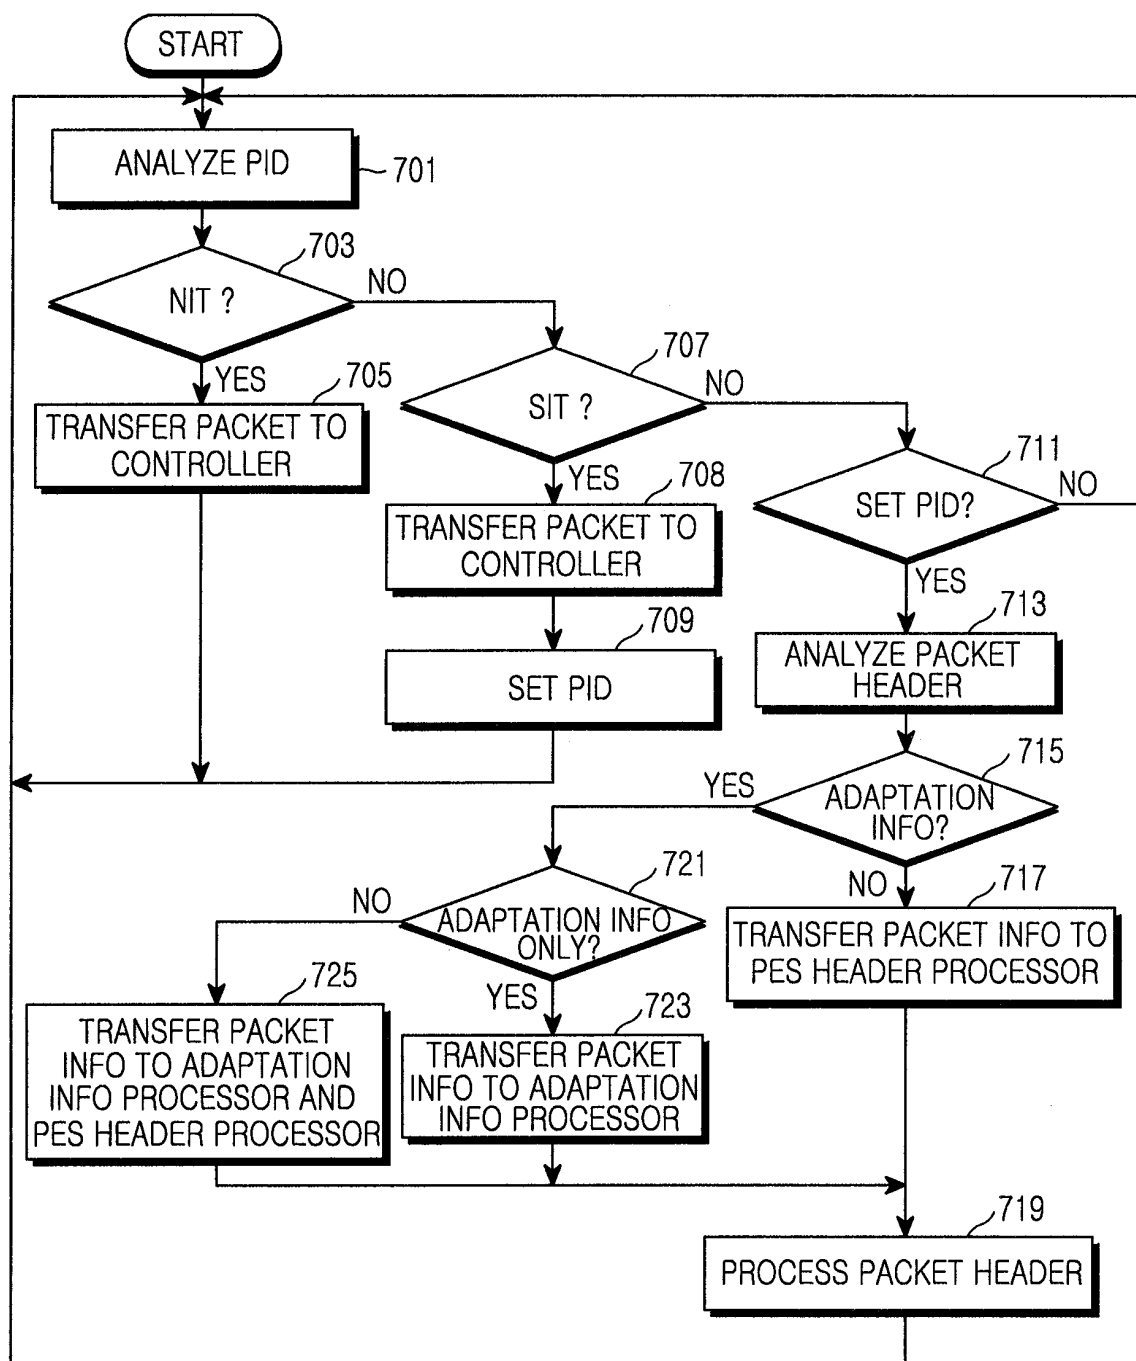 START
ANALYZE PID
701
703
NIT ?
NO
YES
705
TRANSFER PACKET TO
CONTROLLER
707
SIT ?
NO
YES
708
TRANSFER PACKET TO
CONTROLLER
709
SET PID
711
SET PID?
NO
YES
713
ANALYZE PACKET
HEADER
715
ADAPTATION
INFO?
YES
NO
717
TRANSFER PACKET INFO TO
PES HEADER PROCESSOR
721
ADAPTATION INFO
ONLY?
NO
YES
725
TRANSFER PACKET
INFO TO ADAPTATION
INFO PROCESSOR AND
PES HEADER PROCESSOR
723
TRANSFER PACKET
INFO TO ADAPTATION
INFO PROCESSOR
719
PROCESS PACKET HEADER